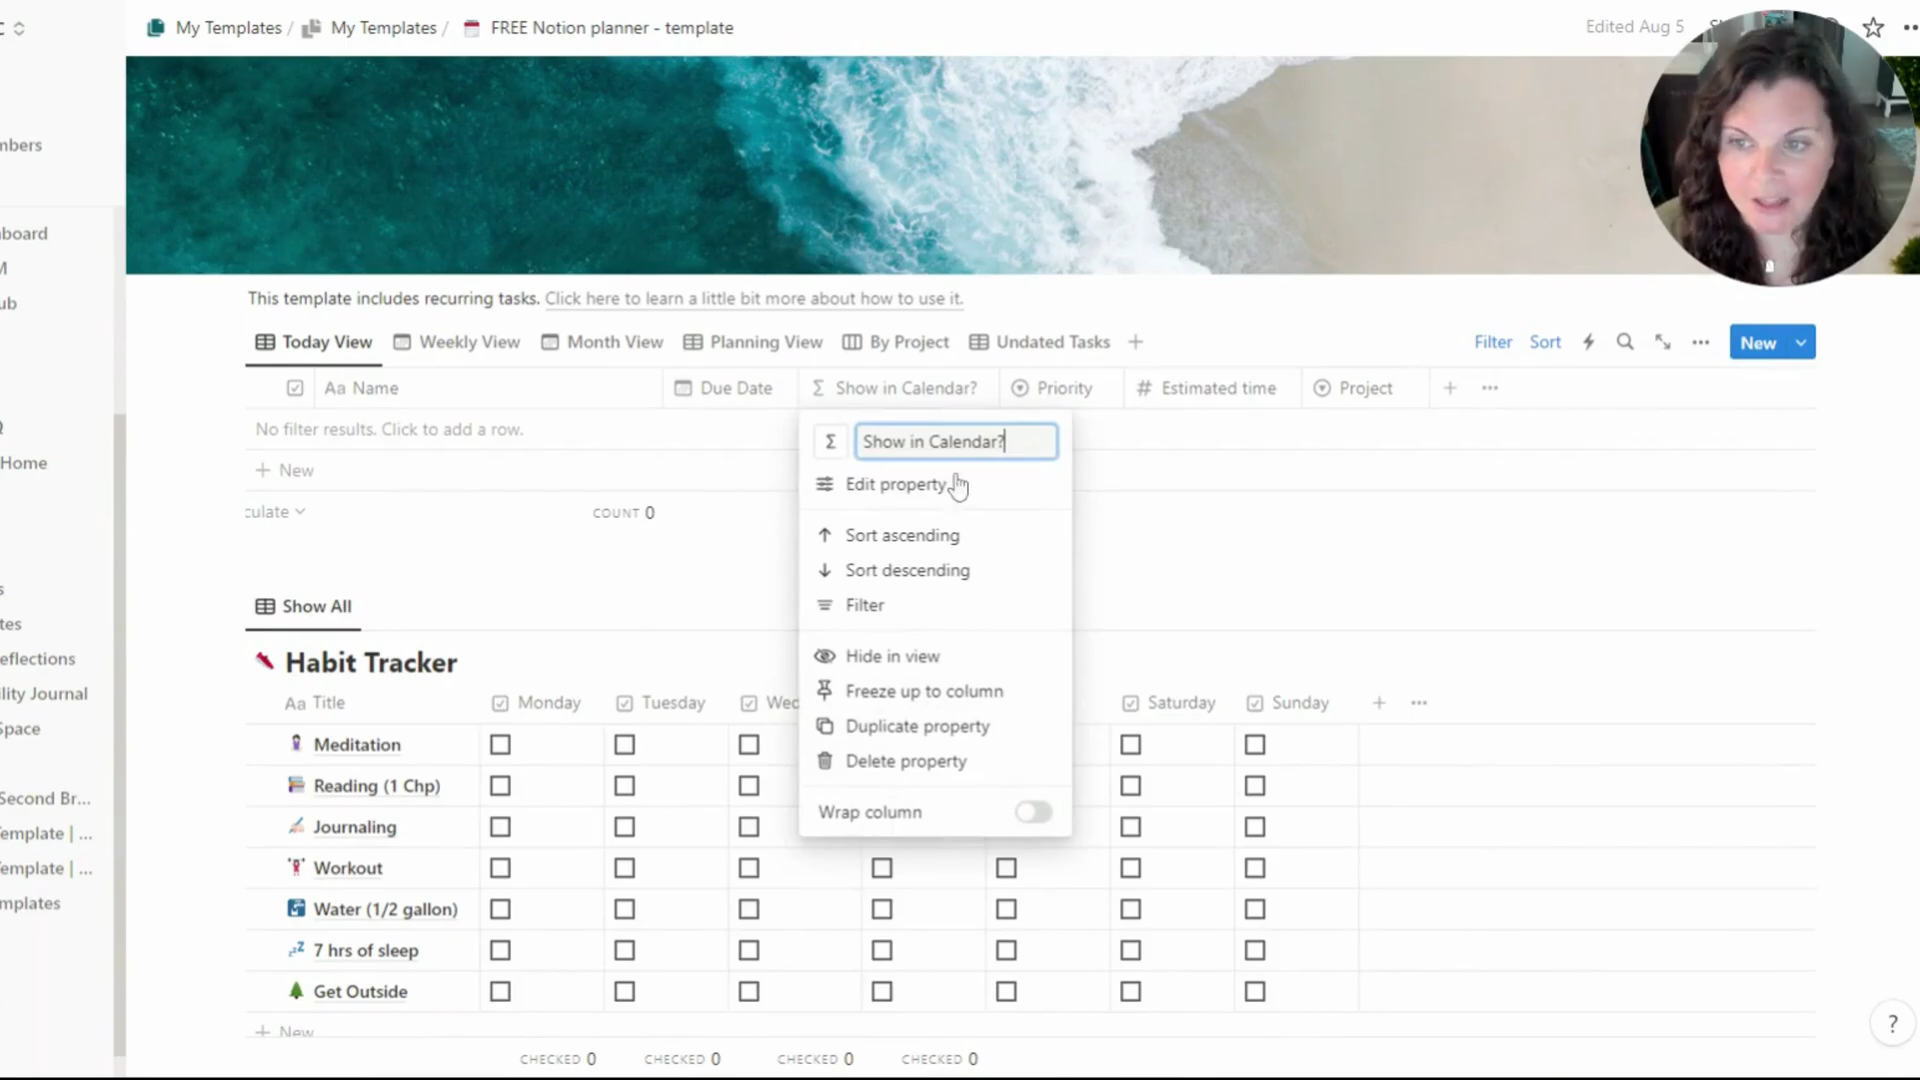 My Templates / My Templates / FREE Notion planner - template
Edited Aug 5
mbers
board
M
ub
Q
Home
s
tes
eflections
ility Journal
Space
Second Br...
Template | ...
Template | ...
mplates
This template includes recurring tasks. Click here to learn a little bit more about how to use it.
Today View Weekly View Month View Planning View By Project Undated Tasks +
Filter Sort New
Aa Name Due Date Σ Show in Calendar? Priority # Estimated time Project + ...
No filter results. Click to add a row.
+ New
culate COUNT 0
Σ Show in Calendar?
Edit property
Sort ascending
Sort descending
Filter
Hide in view
Freeze up to column
Duplicate property
Delete property
Wrap column
Show All
Habit Tracker
Aa Title Monday Tuesday Wed Saturday Sunday + ...
Meditation
Reading (1 Chp)
Journaling
Workout
Water (1/2 gallon)
7 hrs of sleep
Get Outside
+ New
CHECKED 0 CHECKED 0 CHECKED 0 CHECKED 0
?